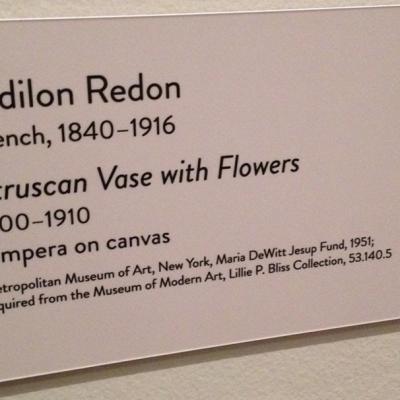 dilon Redon
ench, 1840–1916
truscan Vase with Flowers
00–1910
mpera on canvas
etropolitan Museum of Art, New York, Maria DeWitt Jesup Fund, 1951;
quired from the Museum of Modern Art, Lillie P. Bliss Collection, 53.140.5